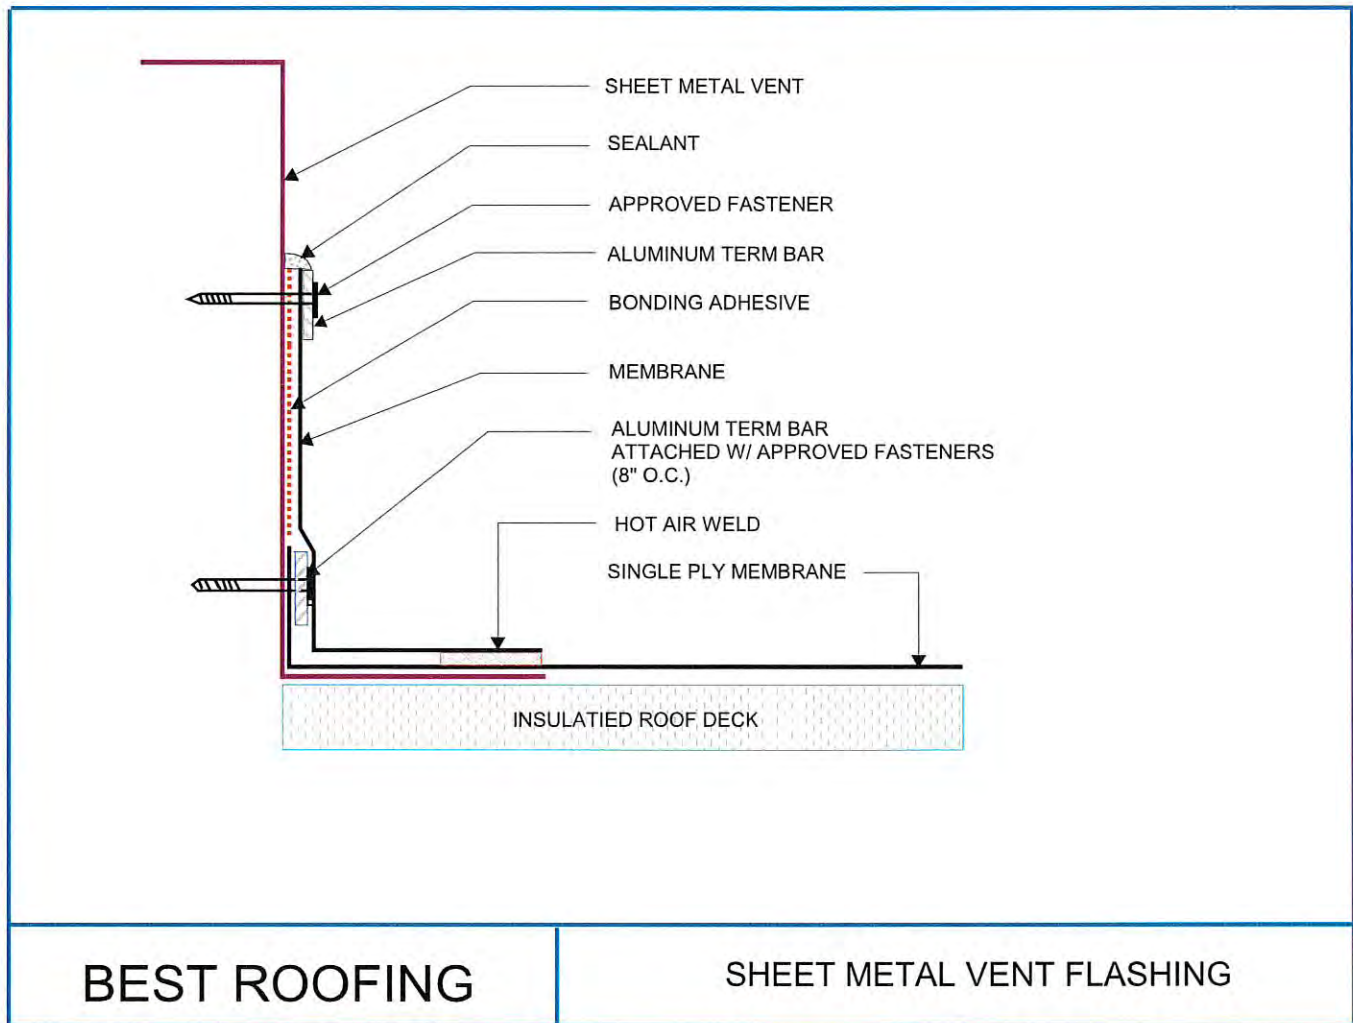 SHEET METAL VENT
SEALANT
APPROVED FASTENER
ALUMINUM TERM BAR
BONDING ADHESIVE
MEMBRANE
ALUMINUM TERM BAR
ATTACHED W/ APPROVED FASTENERS
(8" O.C.)
HOT AIR WELD
SINGLE PLY MEMBRANE
INSULATIED ROOF DECK
BEST ROOFING
SHEET METAL VENT FLASHING